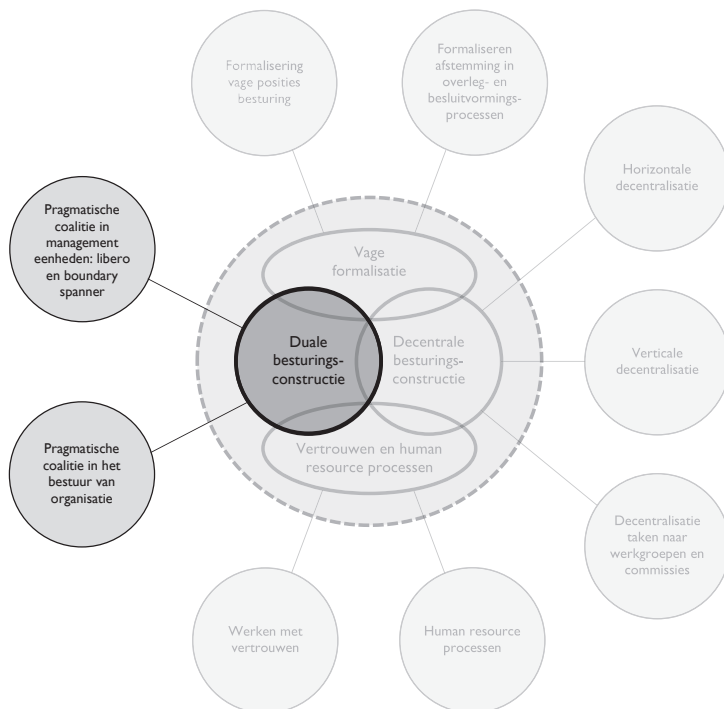 Formalisering
vage posities
besturing
Formaliseren
afstemming in
overleg- en
besluitvormings-
processen
Horizontale
decentralisatie
Pragmatische
coalitie in
management
eenheden: libero
en boundary
spanner
Vage
formalisatie
Duale
besturings-
constructie
Decentrale
besturings-
constructie
Verticale
decentralisatie
Pragmatische
coalitie in het
bestuur van
organisatie
Vertrouwen en human
resource processen
Decentralisatie
taken naar
werkgroepen en
commissies
Werken met
vertrouwen
Human resource
processen